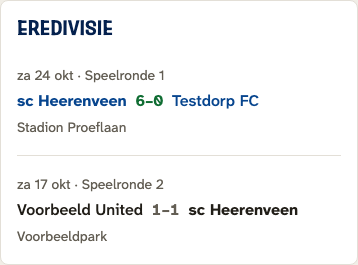 EREDIVISIE
za 24 okt · Speelronde 1
sc Heerenveen 6–0 Testdorp FC
Stadion Proeflaan
za 17 okt · Speelronde 2
Voorbeeld United 1–1 sc Heerenveen
Voorbeeldpark